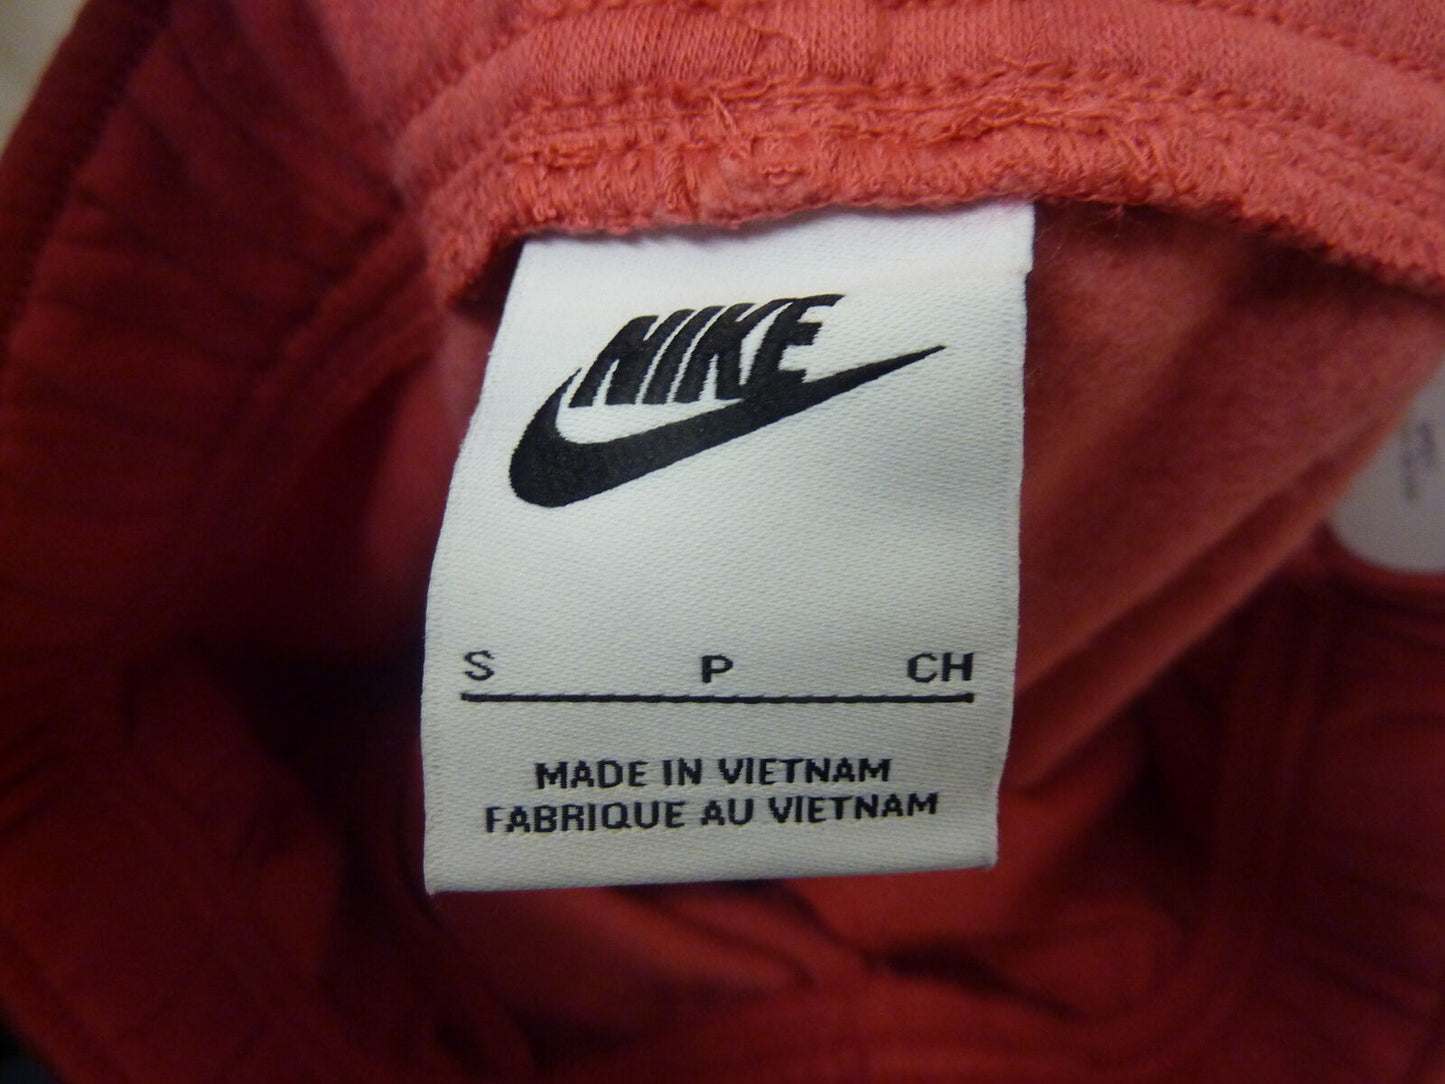 NIKE
S P CH
MADE IN VIETNAM
FABRIQUE AU VIETNAM